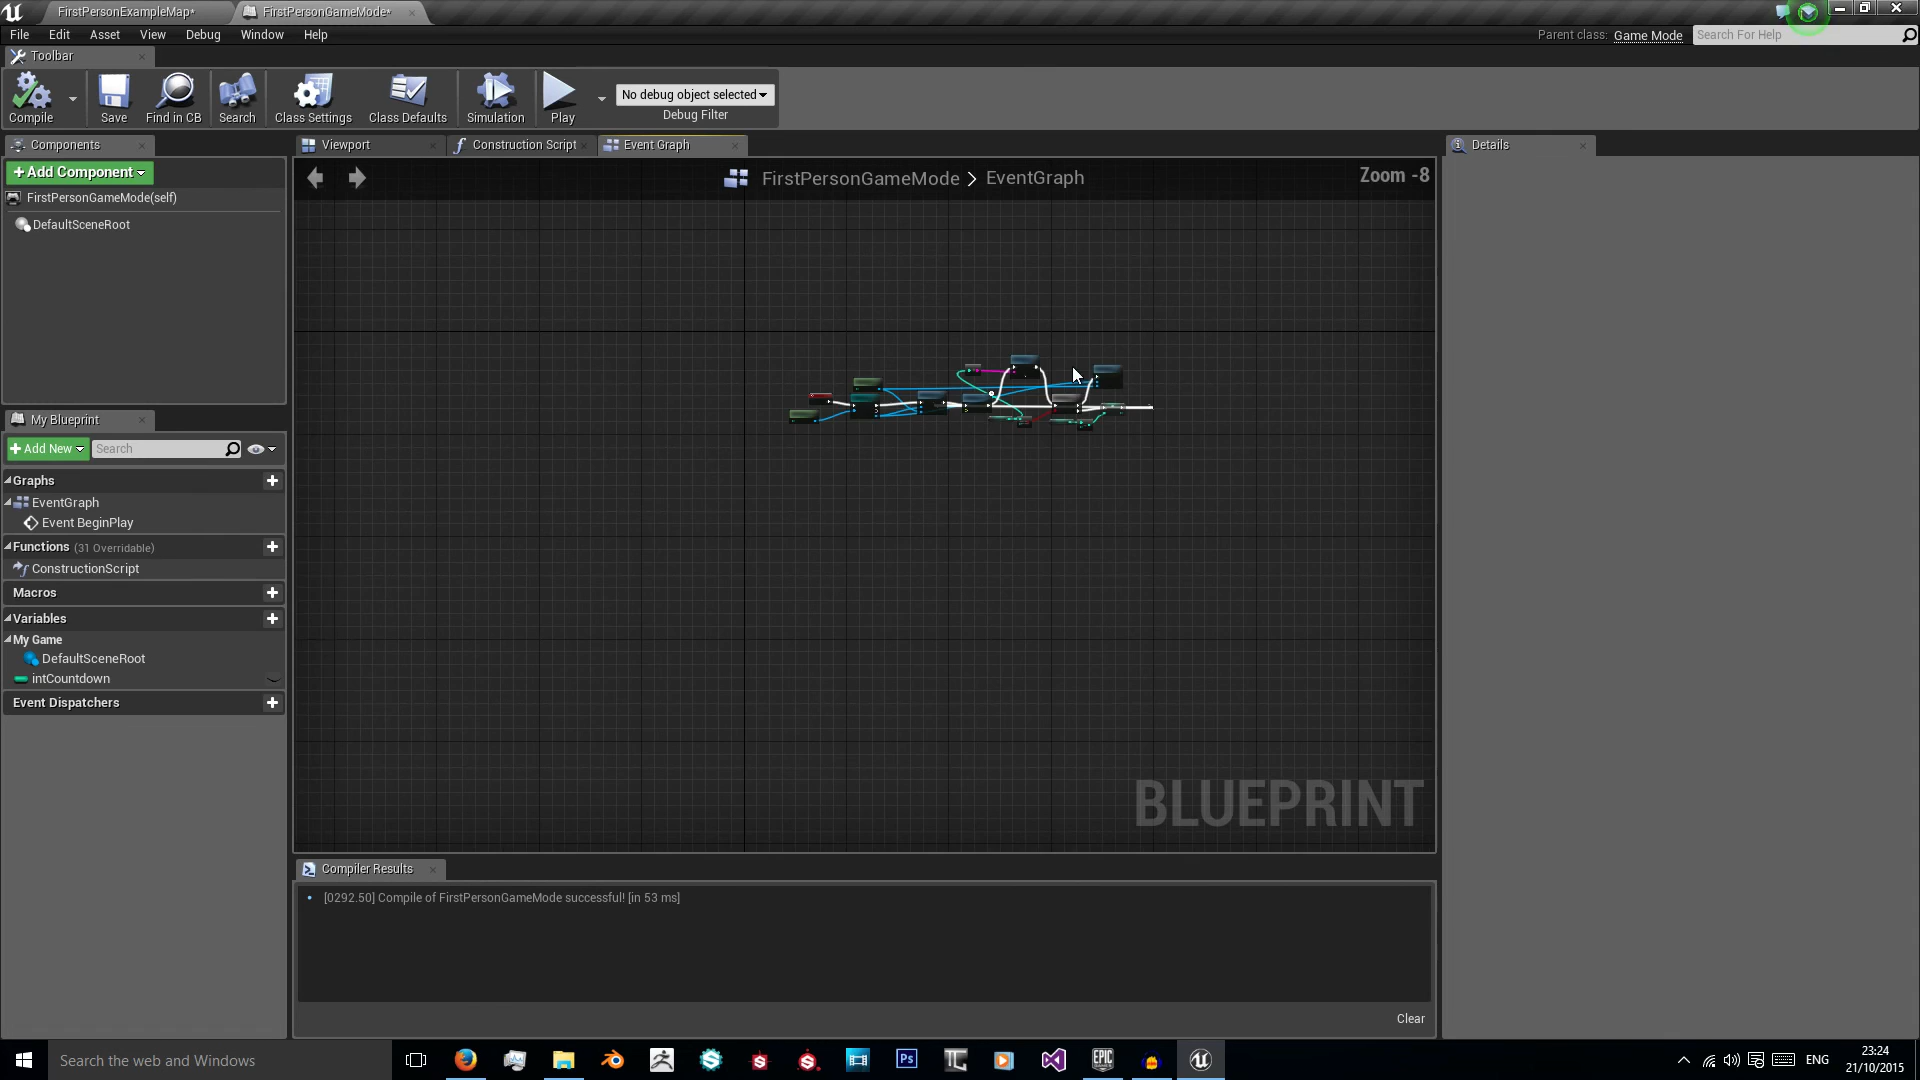 FirstPersonExampleMap*
FirstPersonGameMode*
File Edit Asset View Debug Window Help
Parent class: Game Mode
Search For Help
Toolbar
Compile
Save
Find in CB
Search
Class Settings
Class Defaults
Simulation
Play
No debug object selected
Debug Filter
Components
+Add Component
FirstPersonGameMode(self)
DefaultSceneRoot
Viewport
Construction Script
Event Graph
FirstPersonGameMode > EventGraph
Zoom -8
Details
My Blueprint
+Add New
Search
Graphs
EventGraph
Event BeginPlay
Functions (31 Overridable)
ConstructionScript
Macros
Variables
My Game
DefaultSceneRoot
intCountdown
Event Dispatchers
BLUEPRINT
Compiler Results
[0292.50] Compile of FirstPersonGameMode successful! [in 53 ms]
Clear
Search the web and Windows
Ps
EPIC
ENG
23:24
21/10/2015